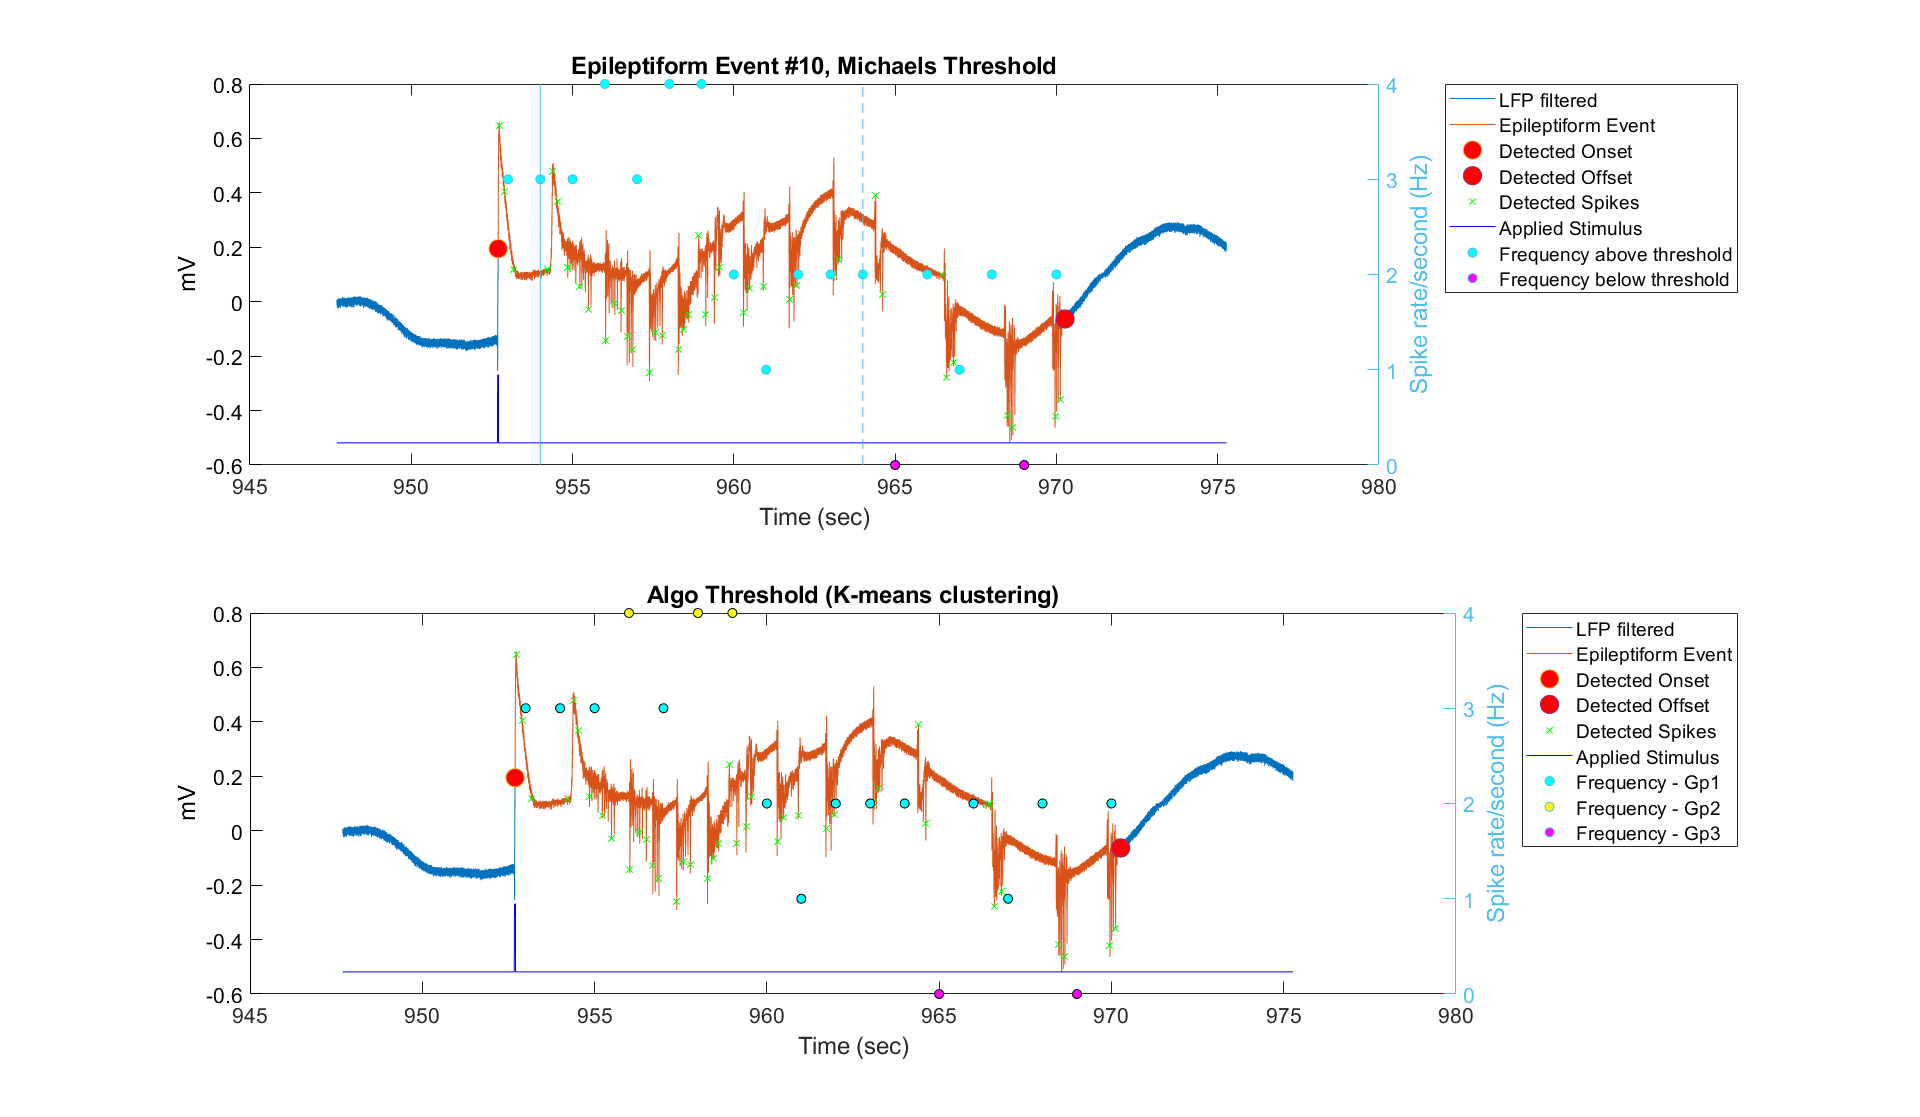 Epileptiform Event #10, Michaels Threshold
0.8
0.6
0.4
0.2
0
-0.2
-0.4
-0.6
mV
945 950 955 960 965 970 975 980
Time (sec)
4
3
2
1
0
Spike rate/second (Hz)
LFP filtered
Epileptiform Event
Detected Onset
Detected Offset
Detected Spikes
Applied Stimulus
Frequency above threshold
Frequency below threshold
Algo Threshold (K-means clustering)
0.8
0.6
0.4
0.2
0
-0.2
-0.4
-0.6
mV
945 950 955 960 965 970 975 980
Time (sec)
4
3
2
1
0
Spike rate/second (Hz)
LFP filtered
Epileptiform Event
Detected Onset
Detected Offset
Detected Spikes
Applied Stimulus
Frequency - Gp1
Frequency - Gp2
Frequency - Gp3